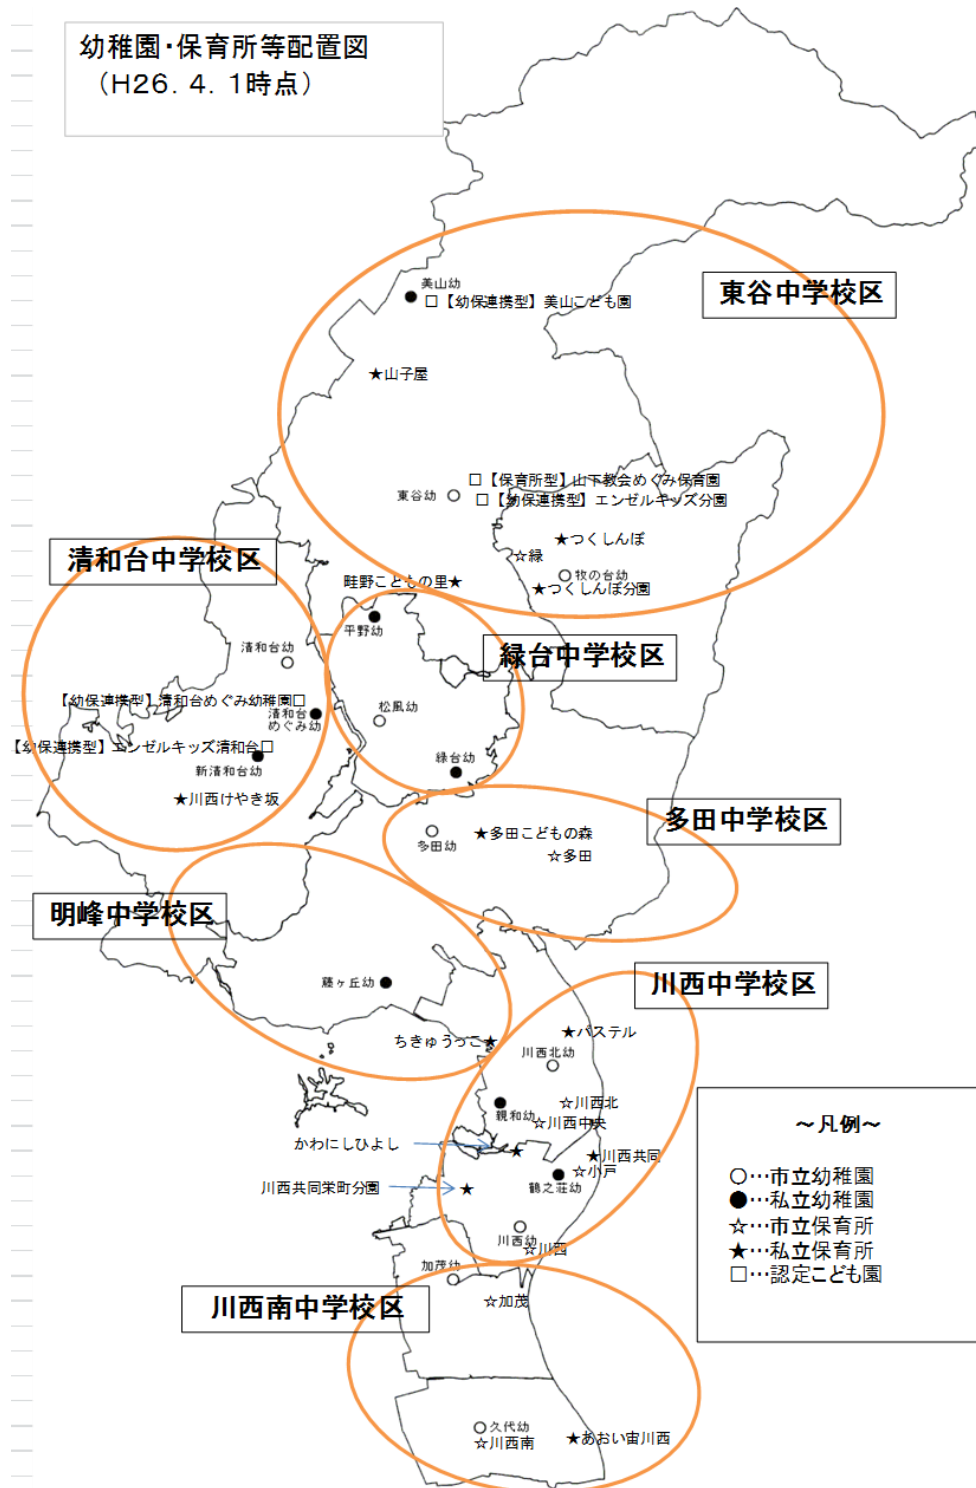 幼稚園・保育所等配置図
（H26．4．1時点）
東谷中学校区
美山幼
□【幼保連携型】美山こども園
★山子屋
□【保育所型】山下教会めぐみ保育園
東谷幼
□【幼保連携型】エンゼルキッズ分園
★つくしんぼ
☆緑
牧の台幼
★つくしんぼ分園
清和台中学校区
畦野こどもの里★
平野幼
緑台中学校区
清和台幼
【幼保連携型】清和台めぐみ幼稚園□
清和台
めぐみ幼
松風幼
【幼保連携型】エンゼルキッズ清和台□
新清和台幼
緑台幼
★川西けやき坂
多田中学校区
多田幼
★多田こどもの森
☆多田
明峰中学校区
藤ヶ丘幼
川西中学校区
ちきゅうっこ★
★パステル
川西北幼
☆川西北
親和幼
☆川西中央
かわにしひよし
★
★川西共同
☆小戸
川西共同栄町分園
★
鶴之荘幼
川西幼
☆川西
加茂幼
川西南中学校区
☆加茂
久代幼
☆川西南
★あおい宙川西
～凡例～
○…市立幼稚園
●…私立幼稚園
☆…市立保育所
★…私立保育所
□…認定こども園